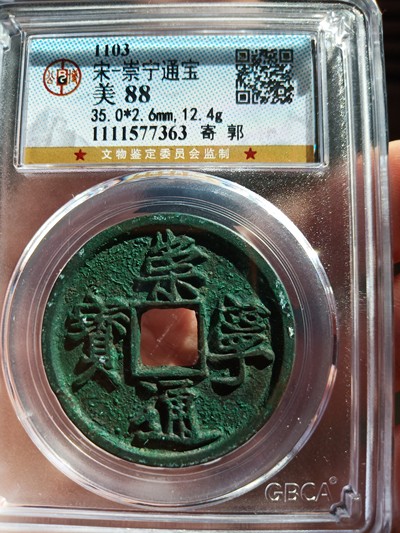 1103
宋-崇宁通宝
美 88
35.0*2.6mm,12.4g
1111577363 寄 郭
★ 文物鉴定委员会监制 ★
崇
寶 寧
通
GBCA